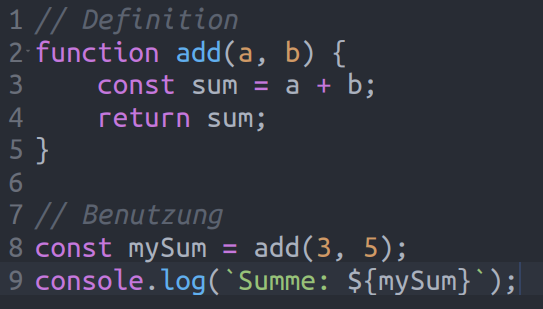 1 // Definition
2 function add(a, b) {
3     const sum = a + b;
4     return sum;
5 }
6
7 // Benutzung
8 const mySum = add(3, 5);
9 console.log(`Summe: ${mySum}`);